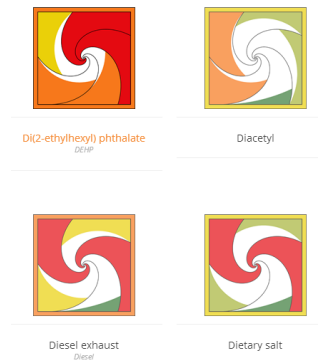 Di(2-ethylhexyl) phthalate
DEHP
Diacetyl
Diesel exhaust
Diesel
Dietary salt